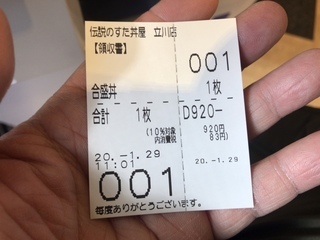 伝説のすた丼屋 立川店
【領収書】
001
合盛丼 1枚
合計 1枚 D920-
(10%対象 920円
内消費税 83円)
20.-1.29 20.-1.29
11:01
001
毎度ありがとうございます。